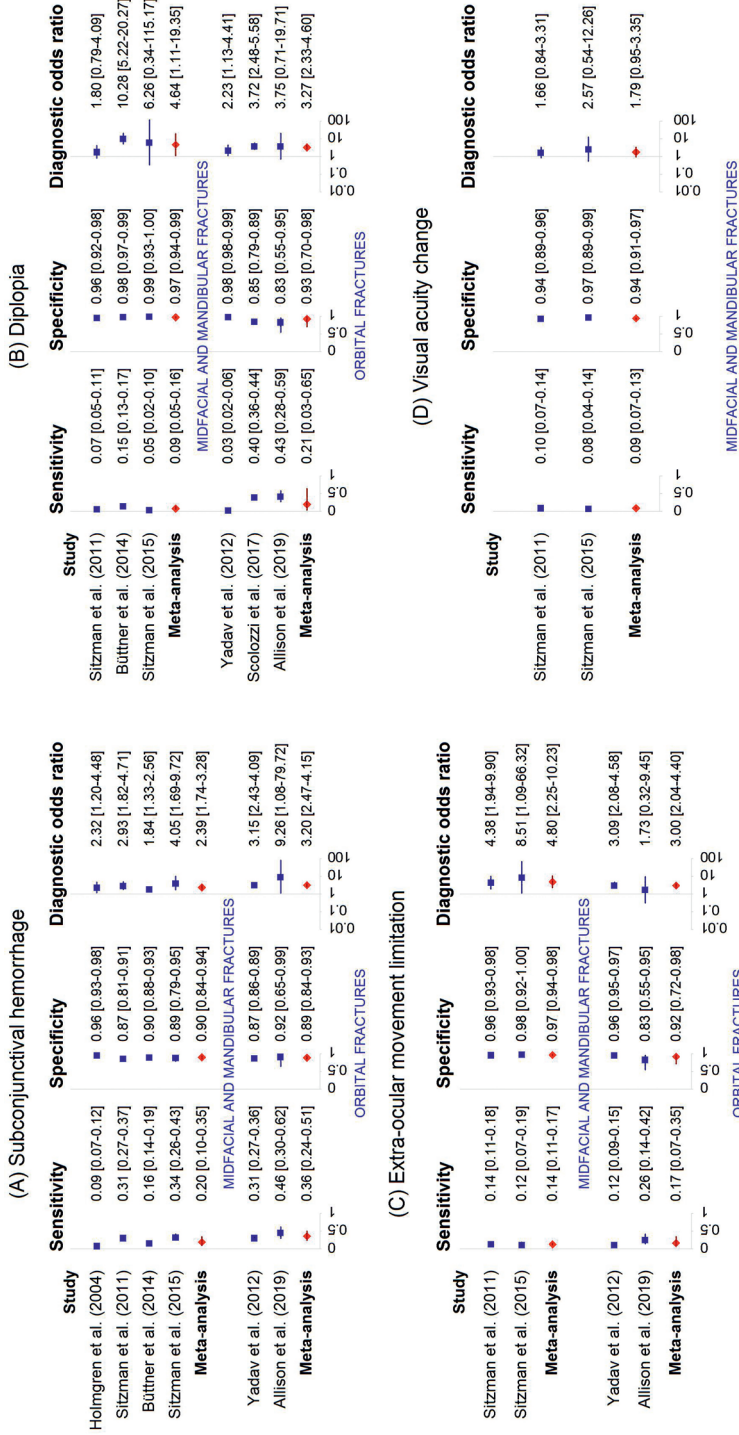 (A) Subconjunctival hemorrhage
Study Sensitivity Specificity Diagnostic odds ratio
Holmgren et al. (2004) 0.09 [0.07-0.12] 0.96 [0.93-0.98] 2.32 [1.20-4.48]
Sitzman et al. (2011) 0.31 [0.27-0.37] 0.87 [0.81-0.91] 2.93 [1.82-4.71]
Büttner et al. (2014) 0.16 [0.14-0.19] 0.90 [0.88-0.93] 1.84 [1.33-2.56]
Sitzman et al. (2015) 0.34 [0.26-0.43] 0.89 [0.79-0.95] 4.05 [1.69-9.72]
Meta-analysis 0.20 [0.10-0.35] 0.90 [0.84-0.94] 2.39 [1.74-3.28]
MIDFACIAL AND MANDIBULAR FRACTURES
Yadav et al. (2012) 0.31 [0.27-0.36] 0.87 [0.86-0.89] 3.15 [2.43-4.09]
Allison et al. (2019) 0.46 [0.30-0.62] 0.92 [0.65-0.99] 9.26 [1.08-79.72]
Meta-analysis 0.36 [0.24-0.51] 0.89 [0.84-0.93] 3.20 [2.47-4.15]
0 0.5 1 0 0.5 1 0.01 0.1 1 10 100
ORBITAL FRACTURES
(B) Diplopia
Study Sensitivity Specificity Diagnostic odds ratio
Sitzman et al. (2011) 0.07 [0.05-0.11] 0.96 [0.92-0.98] 1.80 [0.79-4.09]
Büttner et al. (2014) 0.15 [0.13-0.17] 0.98 [0.97-0.99] 10.28 [5.22-20.27]
Sitzman et al. (2015) 0.05 [0.02-0.10] 0.99 [0.93-1.00] 6.26 [0.34-115.17]
Meta-analysis 0.09 [0.05-0.16] 0.97 [0.94-0.99] 4.64 [1.11-19.35]
MIDFACIAL AND MANDIBULAR FRACTURES
Yadav et al. (2012) 0.03 [0.02-0.06] 0.98 [0.98-0.99] 2.23 [1.13-4.41]
Scolozzi et al. (2017) 0.40 [0.36-0.44] 0.85 [0.79-0.89] 3.72 [2.48-5.58]
Allison et al. (2019) 0.43 [0.28-0.59] 0.83 [0.55-0.95] 3.75 [0.71-19.71]
Meta-analysis 0.21 [0.03-0.65] 0.93 [0.70-0.98] 3.27 [2.33-4.60]
0 0.5 1 0 0.5 1 0.01 0.1 1 10 100
ORBITAL FRACTURES
(C) Extra-ocular movement limitation
Study Sensitivity Specificity Diagnostic odds ratio
Sitzman et al. (2011) 0.14 [0.11-0.18] 0.96 [0.93-0.98] 4.38 [1.94-9.90]
Sitzman et al. (2015) 0.12 [0.07-0.19] 0.98 [0.92-1.00] 8.51 [1.09-66.32]
Meta-analysis 0.14 [0.11-0.17] 0.97 [0.94-0.98] 4.80 [2.25-10.23]
MIDFACIAL AND MANDIBULAR FRACTURES
Yadav et al. (2012) 0.12 [0.09-0.15] 0.96 [0.95-0.97] 3.09 [2.08-4.58]
Allison et al. (2019) 0.26 [0.14-0.42] 0.83 [0.55-0.95] 1.73 [0.32-9.45]
Meta-analysis 0.17 [0.07-0.35] 0.92 [0.72-0.98] 3.00 [2.04-4.40]
0 0.5 1 0 0.5 1 0.01 0.1 1 10 100
ORBITAL FRACTURES
(D) Visual acuity change
Study Sensitivity Specificity Diagnostic odds ratio
Sitzman et al. (2011) 0.10 [0.07-0.14] 0.94 [0.89-0.96] 1.66 [0.84-3.31]
Sitzman et al. (2015) 0.08 [0.04-0.14] 0.97 [0.89-0.99] 2.57 [0.54-12.26]
Meta-analysis 0.09 [0.07-0.13] 0.94 [0.91-0.97] 1.79 [0.95-3.35]
0 0.5 1 0 0.5 1 0.01 0.1 1 10 100
MIDFACIAL AND MANDIBULAR FRACTURES